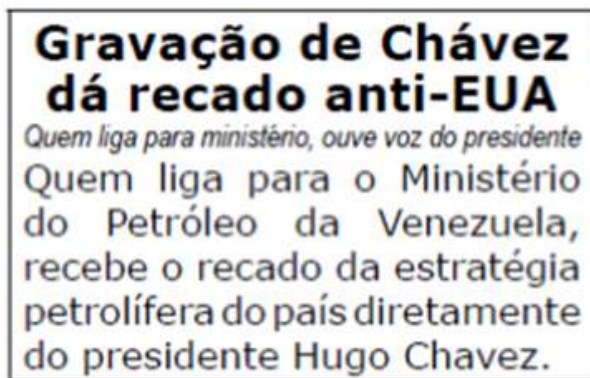 Gravação de Chávez
dá recado anti-EUA
Quem liga para ministério, ouve voz do presidente
Quem liga para o Ministério
do Petróleo da Venezuela,
recebe o recado da estratégia
petrolífera do país diretamente
do presidente Hugo Chavez.